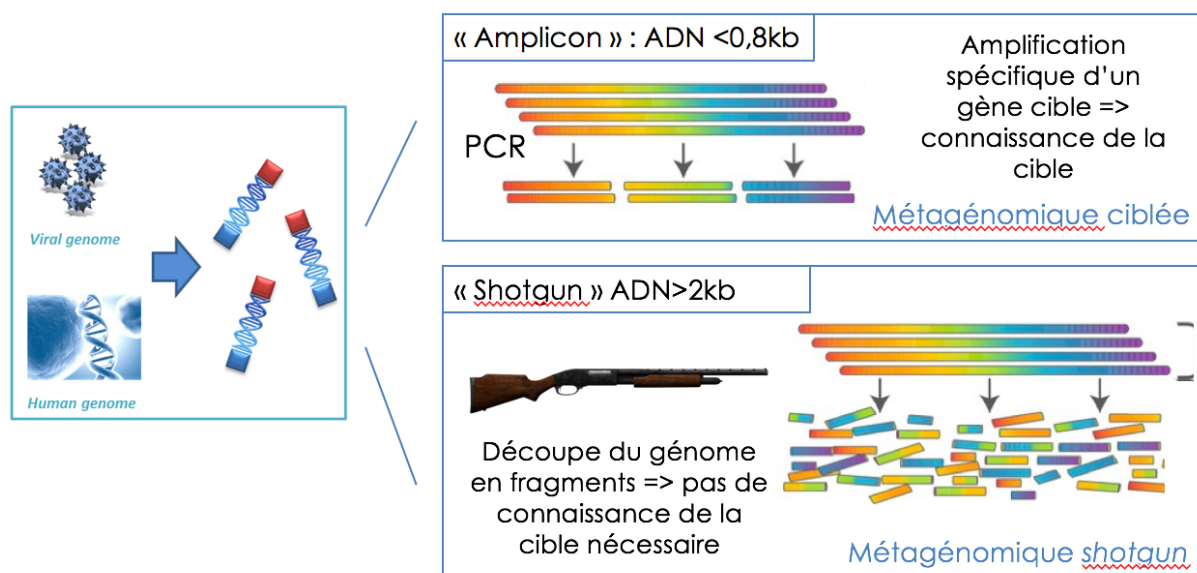 Viral genome
Human genome
« Amplicon » : ADN <0,8kb
PCR
Amplification
spécifique d'un
gène cible =>
connaissance de la
cible
Métagénomique ciblée
« Shotgun » ADN>2kb
Découpe du génome
en fragments => pas de
connaissance de la
cible nécessaire
Métagénomique shotgun